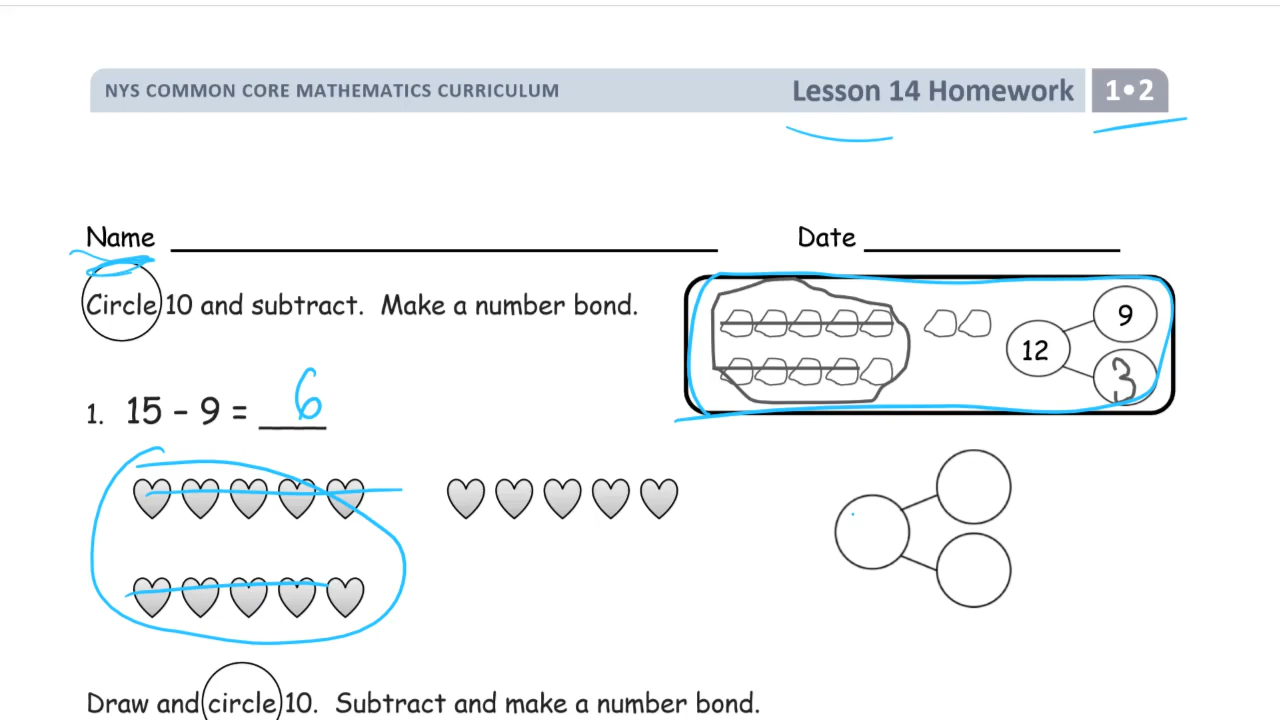 NYS COMMON CORE MATHEMATICS CURRICULUM Lesson 14 Homework 1•2
Name Date
Circle 10 and subtract. Make a number bond.
12 9 3
1. 15 - 9 = 6
Draw and circle 10. Subtract and make a number bond.